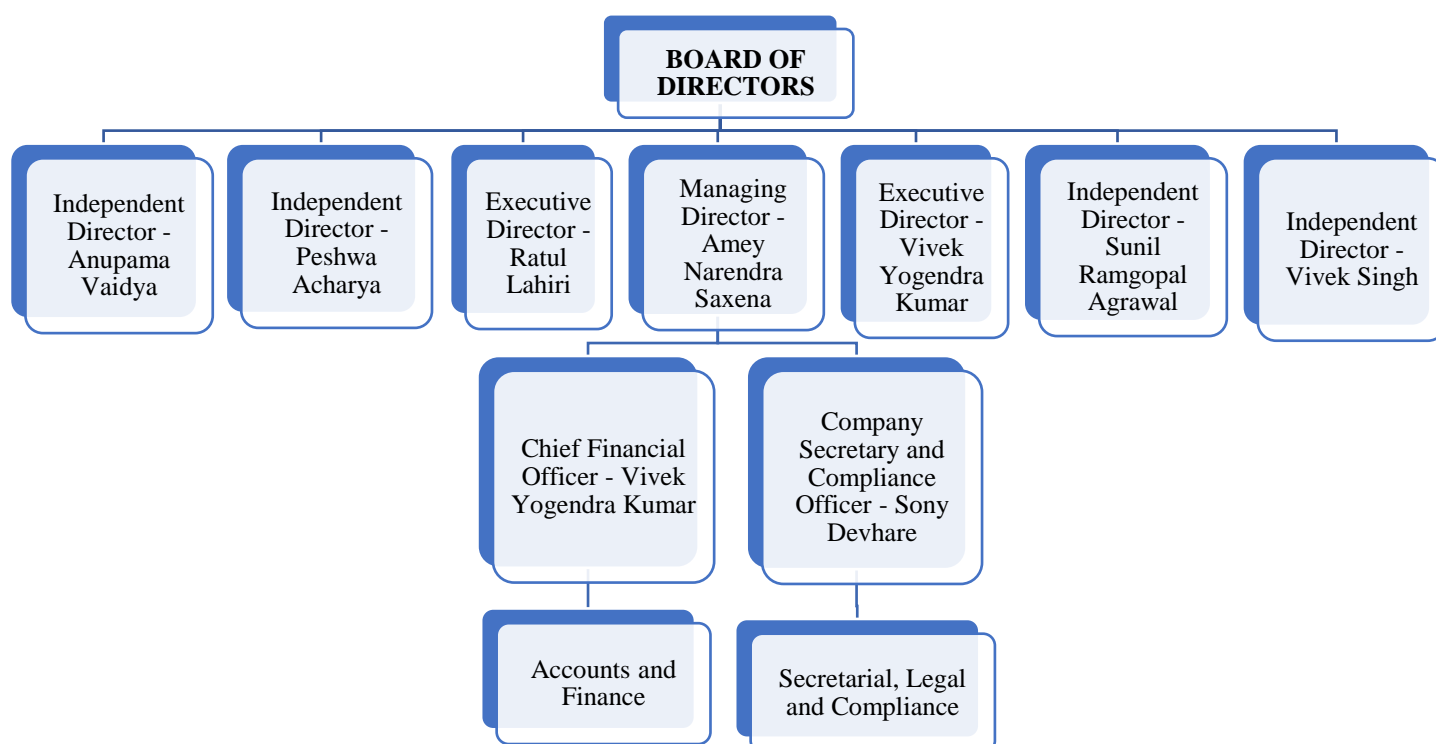 BOARD OF
DIRECTORS
Independent
Director -
Anupama
Vaidya
Independent
Director -
Peshwa
Acharya
Executive
Director -
Ratul
Lahiri
Managing
Director -
Amey
Narendra
Saxena
Executive
Director -
Vivek
Yogendra
Kumar
Independent
Director -
Sunil
Ramgopal
Agrawal
Independent
Director -
Vivek Singh
Chief Financial
Officer - Vivek
Yogendra Kumar
Company
Secretary and
Compliance
Officer - Sony
Devhare
Accounts and
Finance
Secretarial, Legal
and Compliance